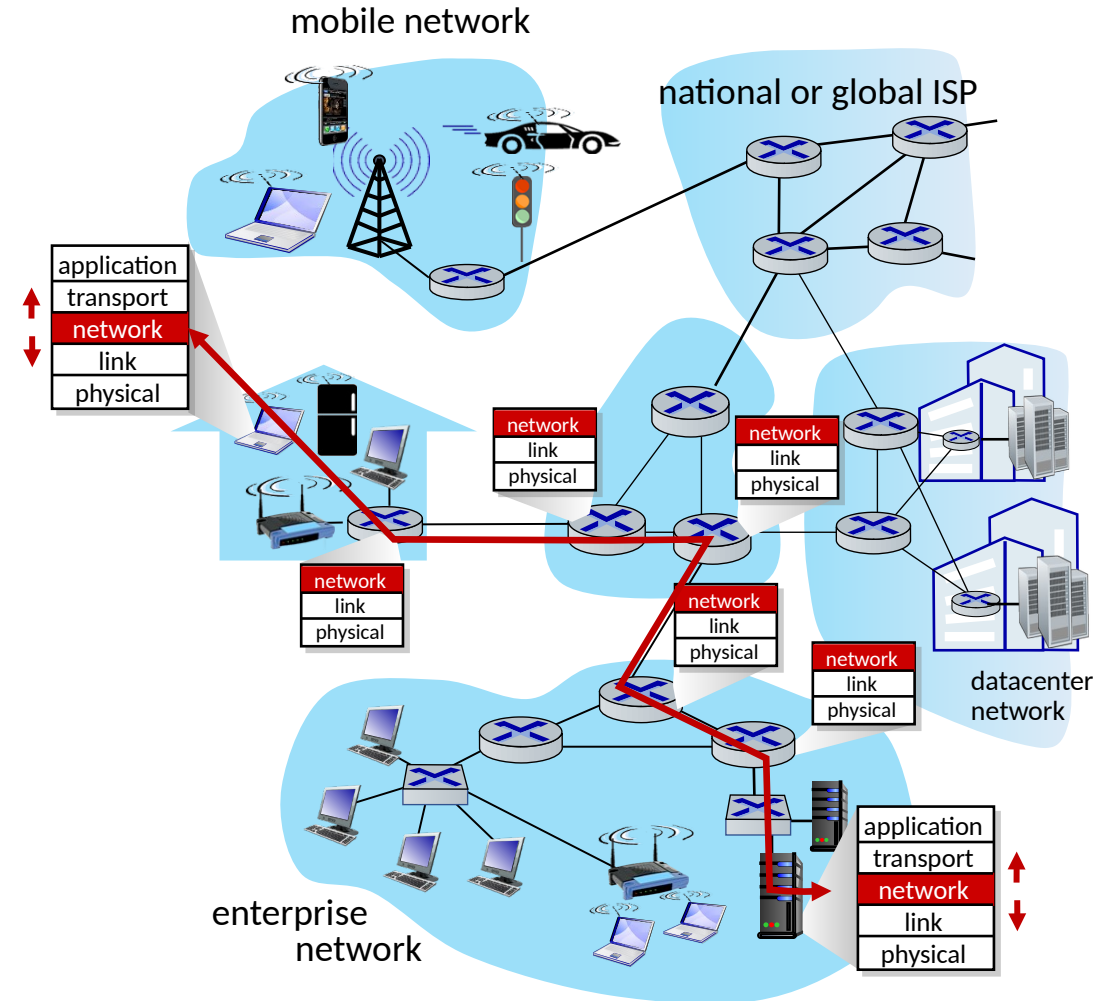 mobile network
national or global ISP
application
transport
network
link
physical
network
link
physical
network
link
physical
network
link
physical
network
link
physical
network
link
physical
datacenter
network
application
transport
network
link
physical
enterprise
network